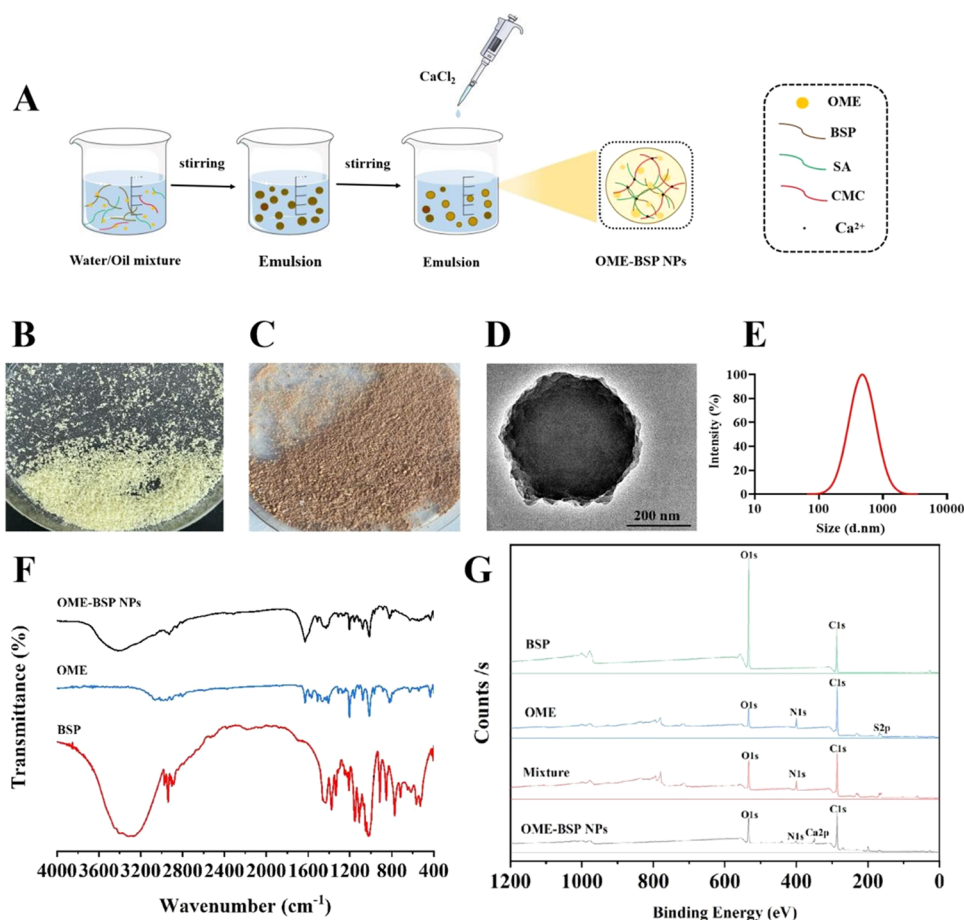 A
CaCl₂
stirring
stirring
Water/Oil mixture
Emulsion
Emulsion
OME-BSP NPs
OME
BSP
SA
CMC
Ca²⁺
B
C
D
200 nm
E
Intensity (%)
100
80
60
40
20
0
10 100 1000 10000
Size (d.nm)
F
Transmittance (%)
OME-BSP NPs
OME
BSP
4000 3600 3200 2800 2400 2000 1600 1200 800 400
Wavenumber (cm⁻¹)
G
Counts /s
O1s
C1s
BSP
C1s
OME
O1s
N1s
S2p
C1s
Mixture
O1s
N1s
C1s
OME-BSP NPs
O1s
N1s
Ca2p
1200 1000 800 600 400 200 0
Binding Energy (eV)